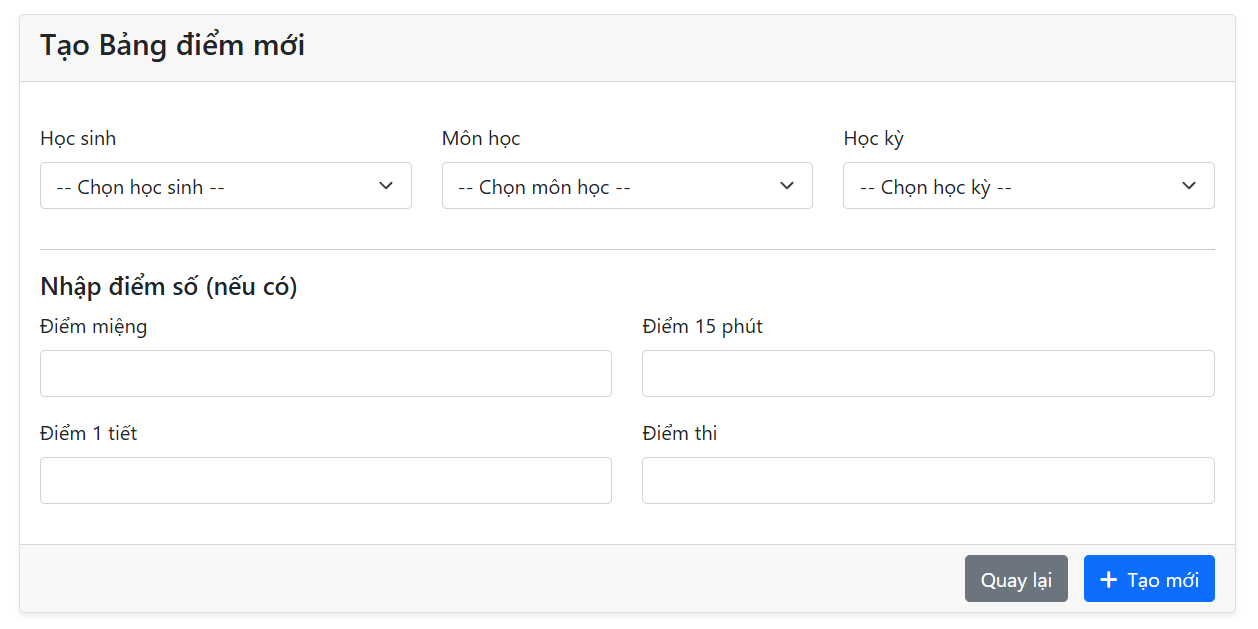 Tạo Bảng điểm mới
Học sinh
Môn học
Học kỳ
-- Chọn học sinh --
-- Chọn môn học --
-- Chọn học kỳ --
Nhập điểm số (nếu có)
Điểm miệng
Điểm 15 phút
Điểm 1 tiết
Điểm thi
Quay lại
+ Tạo mới